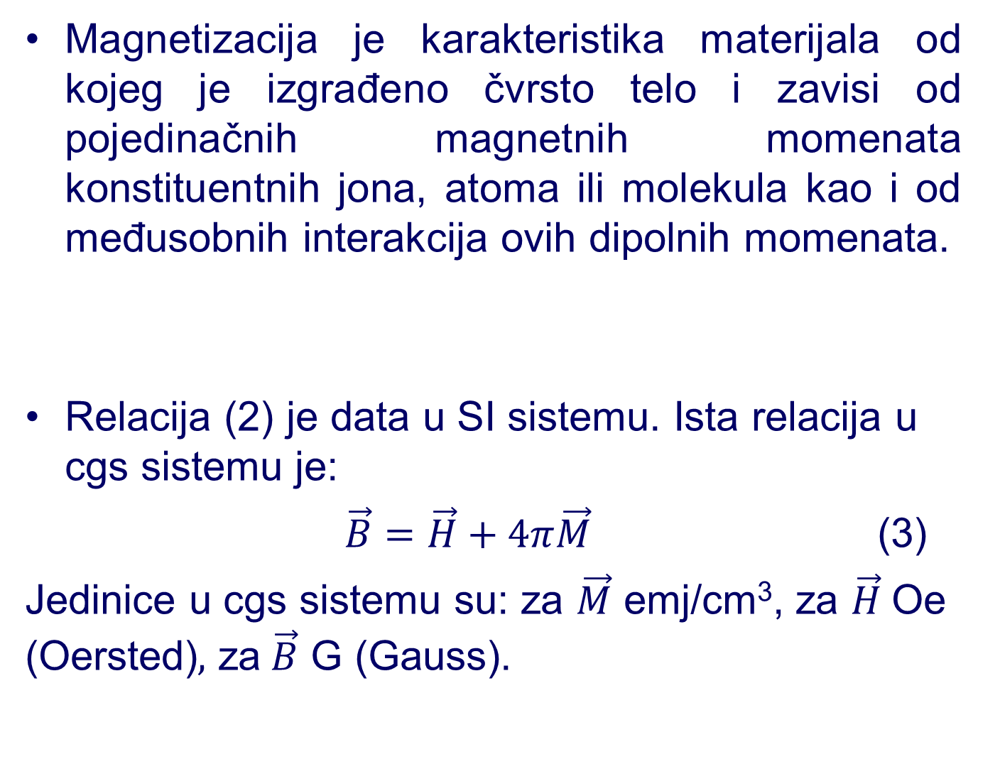 • Magnetizacija je karakteristika materijala od
kojeg je izgrađeno čvrsto telo i zavisi od
pojedinačnih magnetnih momenata
konstituentnih jona, atoma ili molekula kao i od
međusobnih interakcija ovih dipolnih momenata.
• Relacija (2) je data u SI sistemu. Ista relacija u
cgs sistemu je:
$\vec{B} = \vec{H} + 4\pi\vec{M}$ (3)
Jedinice u cgs sistemu su: za $\vec{M}$ emj/cm³, za $\vec{H}$ Oe
(Oersted), za $\vec{B}$ G (Gauss).